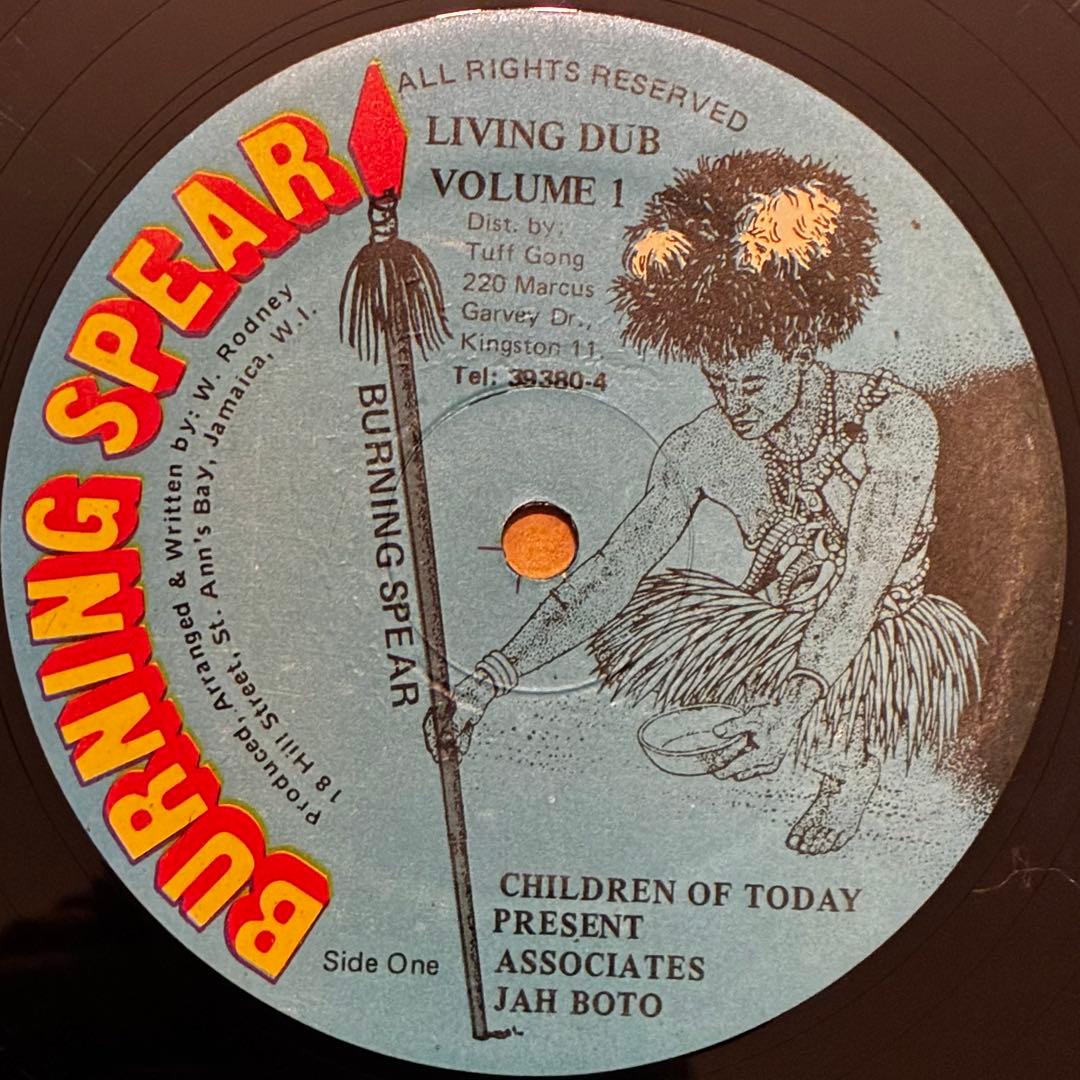 BURNING SPEAR
ALL RIGHTS RESERVED
LIVING DUB
VOLUME 1
Dist. by:
Tuff Gong
220 Marcus
Garvey Dr.,
Kingston 11.
Tel: 39380-4
BURNING SPEAR
Produced, Arranged & Written by: W. Rodney
18 Hill Street, St. Ann's Bay, Jamaica, W.I.
Side One
CHILDREN OF TODAY
PRESENT
ASSOCIATES
JAH BOTO